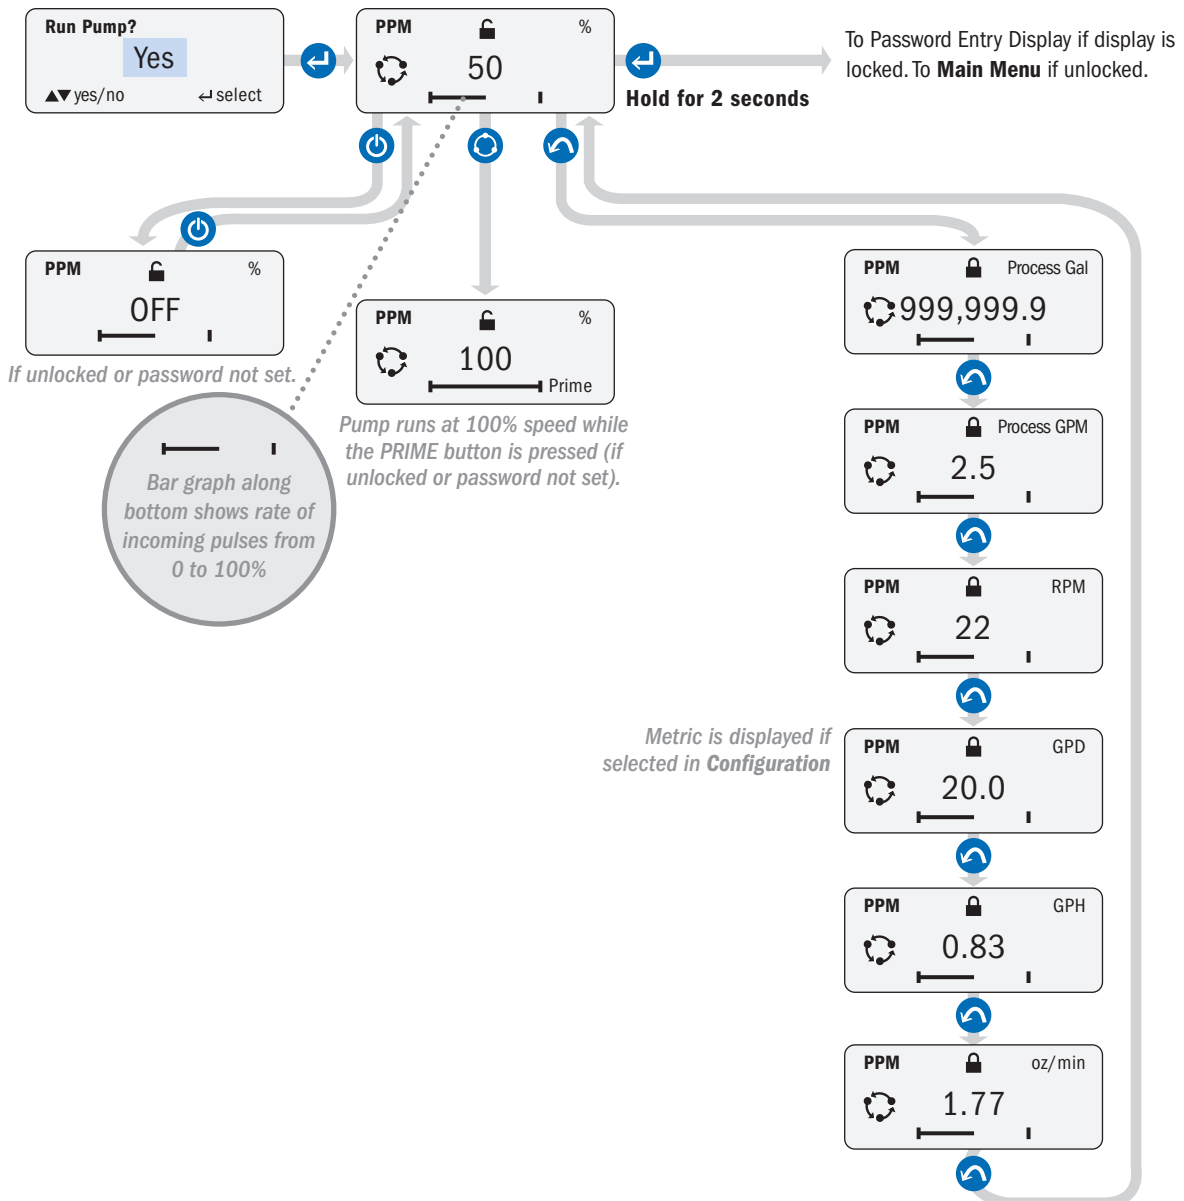 Run Pump?
Yes
▲▼ yes/no
↵ select
PPM
%
50
Hold for 2 seconds
To Password Entry Display if display is
locked. To Main Menu if unlocked.
PPM
%
OFF
If unlocked or password not set.
PPM
%
100
Prime
Pump runs at 100% speed while
the PRIME button is pressed (if
unlocked or password not set).
Bar graph along
bottom shows rate of
incoming pulses from
0 to 100%
PPM
Process Gal
999,999.9
PPM
Process GPM
2.5
PPM
RPM
22
Metric is displayed if
selected in Configuration
PPM
GPD
20.0
PPM
GPH
0.83
PPM
oz/min
1.77